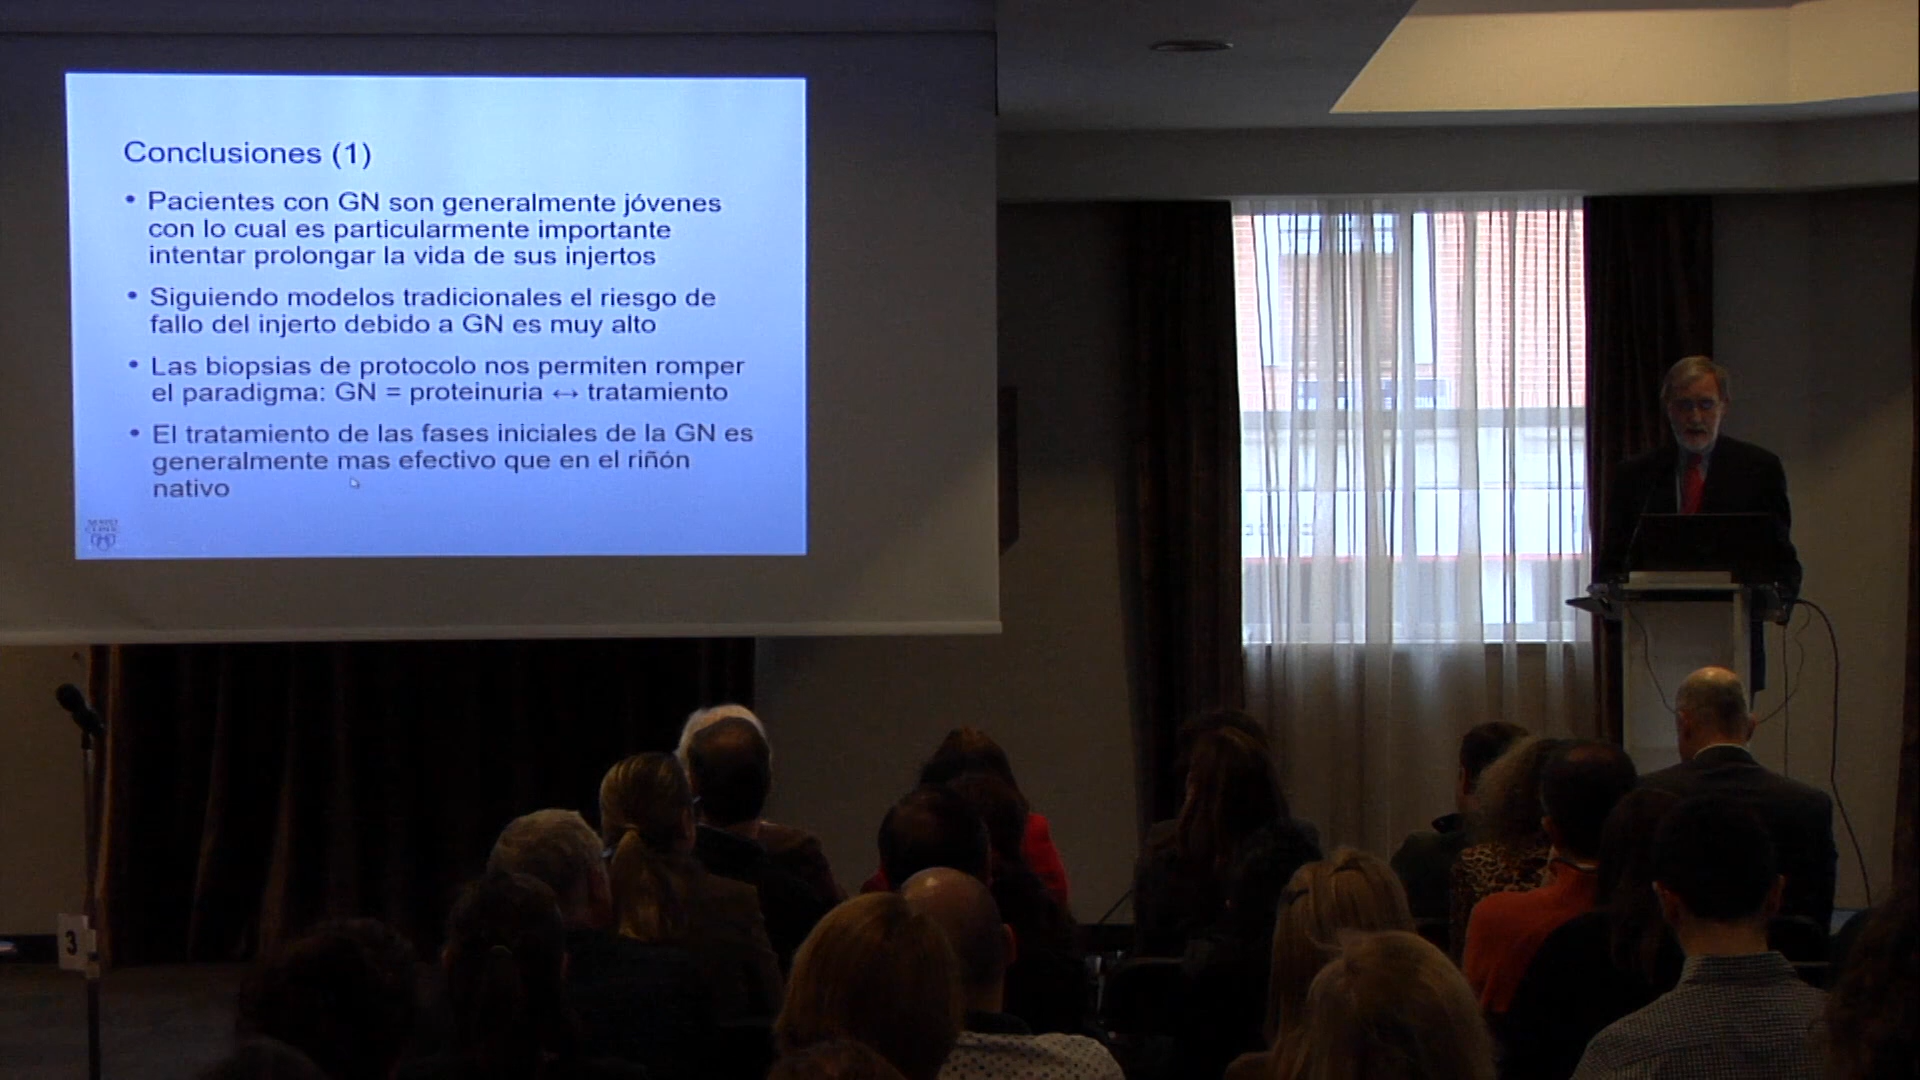 Conclusiones (1)
• Pacientes con GN son generalmente jóvenes
con lo cual es particularmente importante
intentar prolongar la vida de sus injertos
• Siguiendo modelos tradicionales el riesgo de
fallo del injerto debido a GN es muy alto
• Las biopsias de protocolo nos permiten romper
el paradigma: GN = proteinuria ↔ tratamiento
• El tratamiento de las fases iniciales de la GN es
generalmente mas efectivo que en el riñón
nativo
MAYO
CLINIC
3